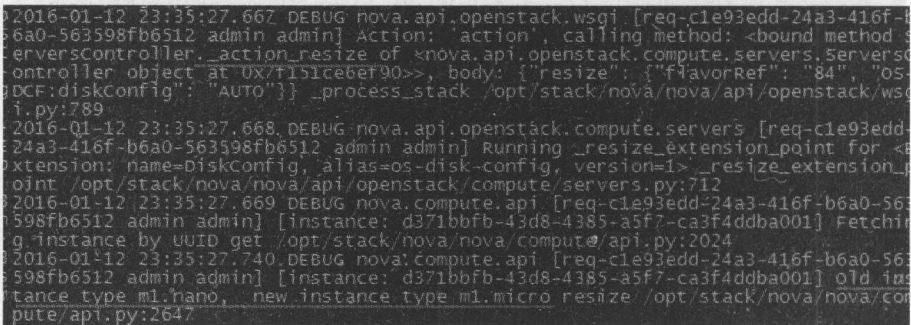 2016-01-12 23:35:27.667 DEBUG nova.api.openstack.wsgi [req-c1e93edd-24a3-416f-b
6a0-563598fb6512 admin admin] Action: 'action', calling method: <bound method S
erversController._action_resize of <nova.api.openstack.compute.servers.ServersC
ontroller object at 0x7f151cebef90>>, body: {"resize": {"flavorRef": "84", "OS-
DCF:diskConfig": "AUTO"}} _process_stack /opt/stack/nova/nova/api/openstack/wsg
i.py:789
2016-01-12 23:35:27.668 DEBUG nova.api.openstack.compute.servers [req-c1e93edd-
24a3-416f-b6a0-563598fb6512 admin admin] Running _resize_extension_point for <E
xtension: name=DiskConfig, alias=os-disk-config, version=1> _resize_extension_p
oint /opt/stack/nova/nova/api/openstack/compute/servers.py:712
2016-01-12 23:35:27.669 DEBUG nova.compute.api [req-c1e93edd-24a3-416f-b6a0-563
598fb6512 admin admin] [instance: d371bbfb-43d8-4385-a5f7-ca3f4ddba001] Fetchin
g instance by UUID get /opt/stack/nova/nova/compute/api.py:2024
2016-01-12 23:35:27.740 DEBUG nova.compute.api [req-c1e93edd-24a3-416f-b6a0-563
598fb6512 admin admin] [instance: d371bbfb-43d8-4385-a5f7-ca3f4ddba001] Old ins
tance type m1.nano,  new instance type m1.micro resize /opt/stack/nova/nova/com
pute/api.py:2647